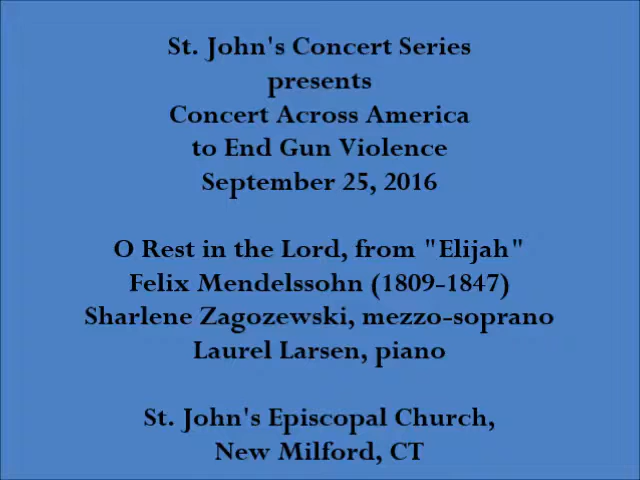 St. John's Concert Series
presents
Concert Across America
to End Gun Violence
September 25, 2016
O Rest in the Lord, from "Elijah"
Felix Mendelssohn (1809-1847)
Sharlene Zagozewski, mezzo-soprano
Laurel Larsen, piano
St. John's Episcopal Church,
New Milford, CT